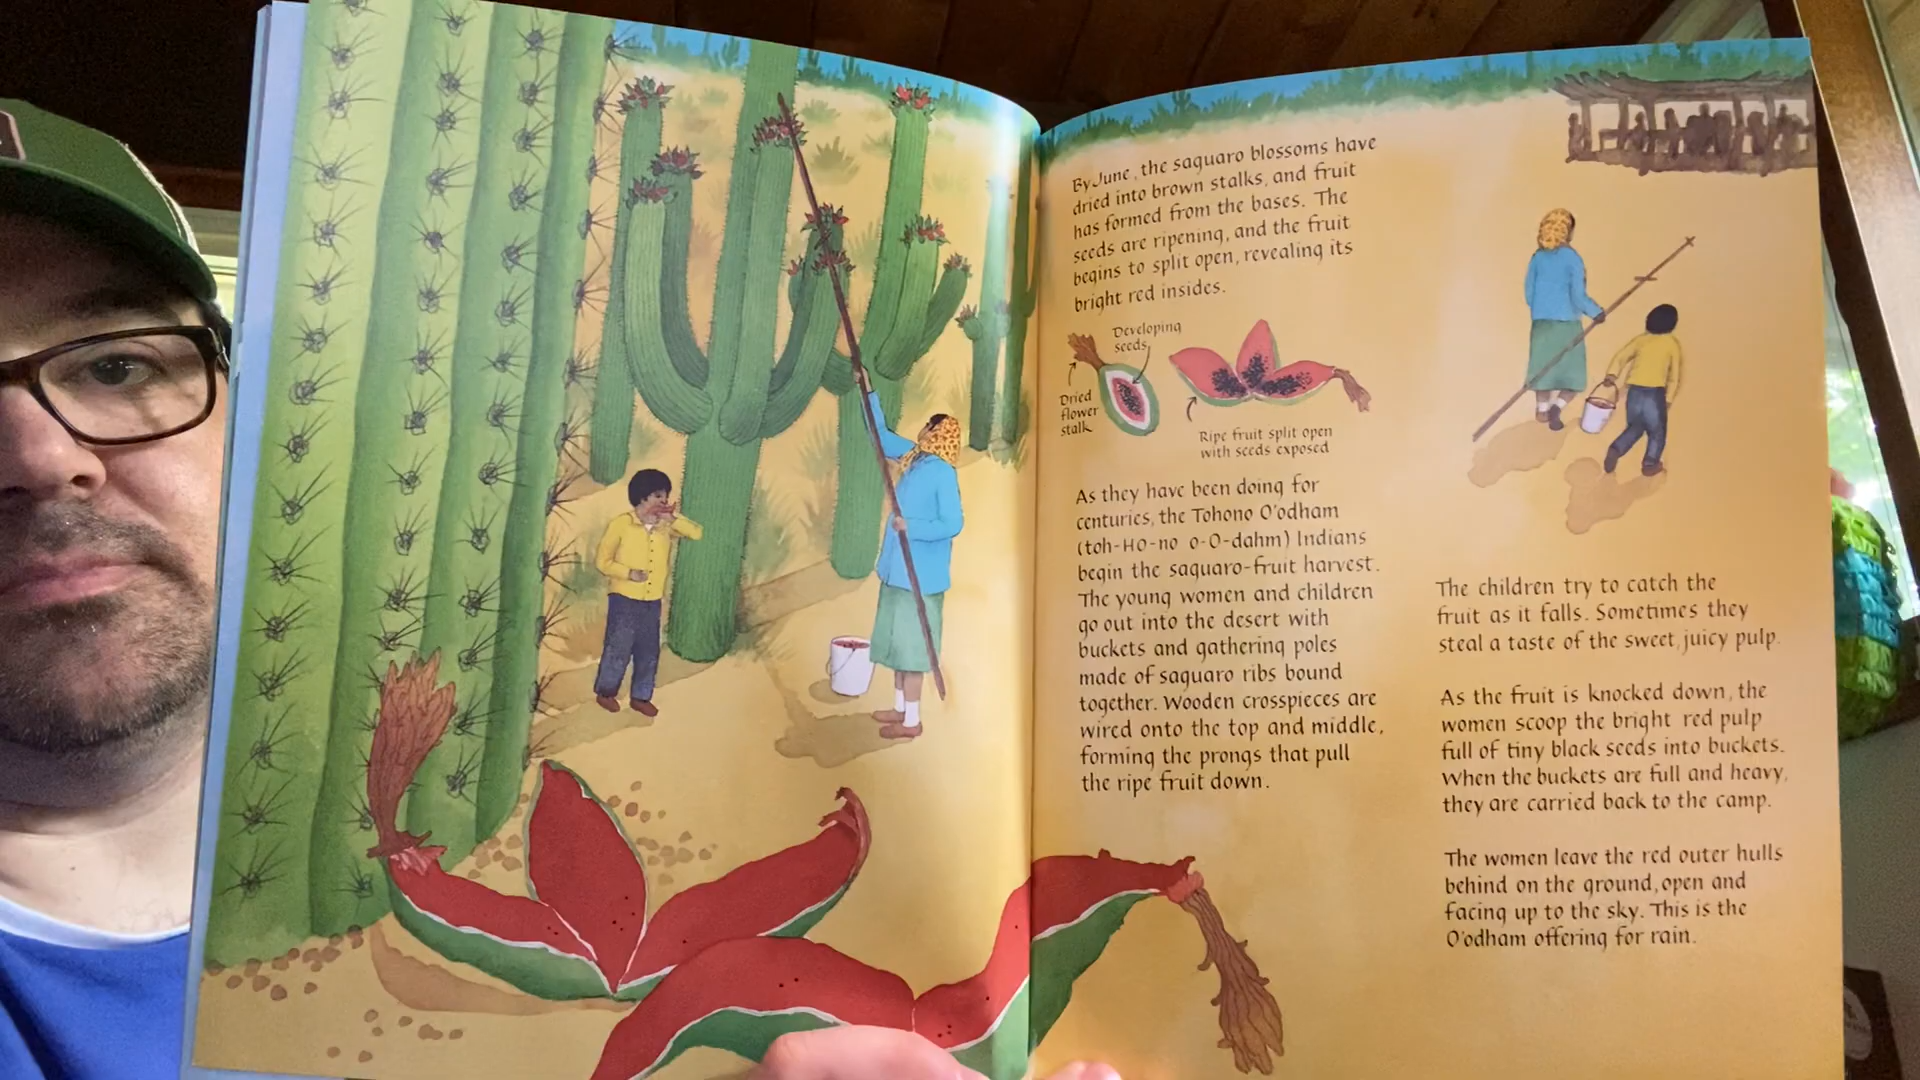 By June, the saguaro blossoms have
dried into brown stalks, and fruit
has formed from the bases. The
seeds are ripening, and the fruit
begins to split open, revealing its
bright red insides.
Developing
seeds
Dried
flower
stalk
Ripe fruit split open
with seeds exposed
As they have been doing for
centuries, the Tohono O'odham
(toh-HO-no o-O-dahm) Indians
begin the saguaro-fruit harvest.
The young women and children
go out into the desert with
buckets and gathering poles
made of saguaro ribs bound
together. Wooden crosspieces are
wired onto the top and middle,
forming the prongs that pull
the ripe fruit down.
The children try to catch the
fruit as it falls. Sometimes they
steal a taste of the sweet, juicy pulp.
As the fruit is knocked down, the
women scoop the bright red pulp
full of tiny black seeds into buckets.
When the buckets are full and heavy,
they are carried back to the camp.
The women leave the red outer hulls
behind on the ground, open and
facing up to the sky. This is the
O'odham offering for rain.